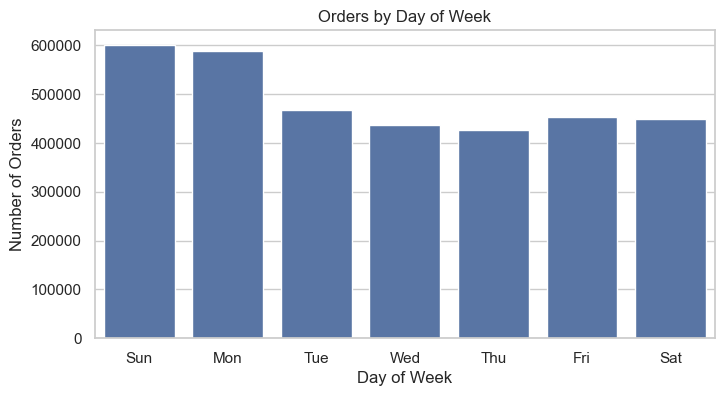 Orders by Day of Week
Number of Orders
600000
500000
400000
300000
200000
100000
0
Sun Mon Tue Wed Thu Fri Sat
Day of Week